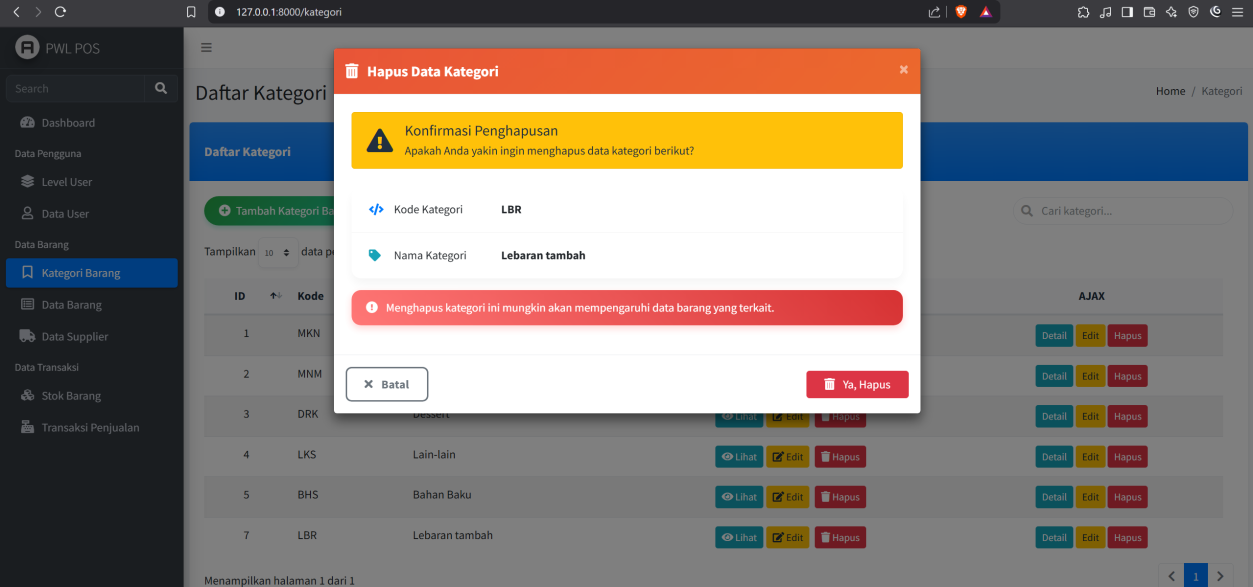 127.0.0.1:8000/kategori
PWL POS
Search
Dashboard
Data Pengguna
Level User
Data User
Data Barang
Kategori Barang
Data Barang
Data Supplier
Data Transaksi
Stok Barang
Transaksi Penjualan
Daftar Kategori
Home / Kategori
Daftar Kategori
Tambah Kategori Ba
Cari kategori...
Tampilkan 10 data pe
ID Kode AJAX
1 MKN Detail Edit Hapus
2 MNM Detail Edit Hapus
3 DRK Dessert Lihat Edit Hapus Detail Edit Hapus
4 LKS Lain-lain Lihat Edit Hapus Detail Edit Hapus
5 BHS Bahan Baku Lihat Edit Hapus Detail Edit Hapus
7 LBR Lebaran tambah Lihat Edit Hapus Detail Edit Hapus
Menampilkan halaman 1 dari 1
1
Hapus Data Kategori
×
Konfirmasi Penghapusan
Apakah Anda yakin ingin menghapus data kategori berikut?
Kode Kategori LBR
Nama Kategori Lebaran tambah
Menghapus kategori ini mungkin akan mempengaruhi data barang yang terkait.
Batal
Ya, Hapus